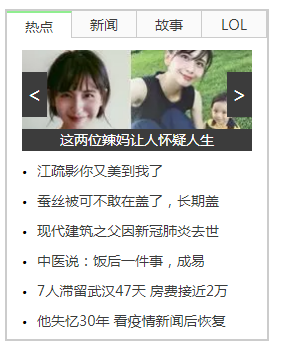 热点 新闻 故事 LOL
< >
这两位辣妈让人怀疑人生
江疏影你又美到我了
蚕丝被可不敢在盖了，长期盖
现代建筑之父因新冠肺炎去世
中医说：饭后一件事，成易
7人滞留武汉47天 房费接近2万
他失忆30年 看疫情新闻后恢复